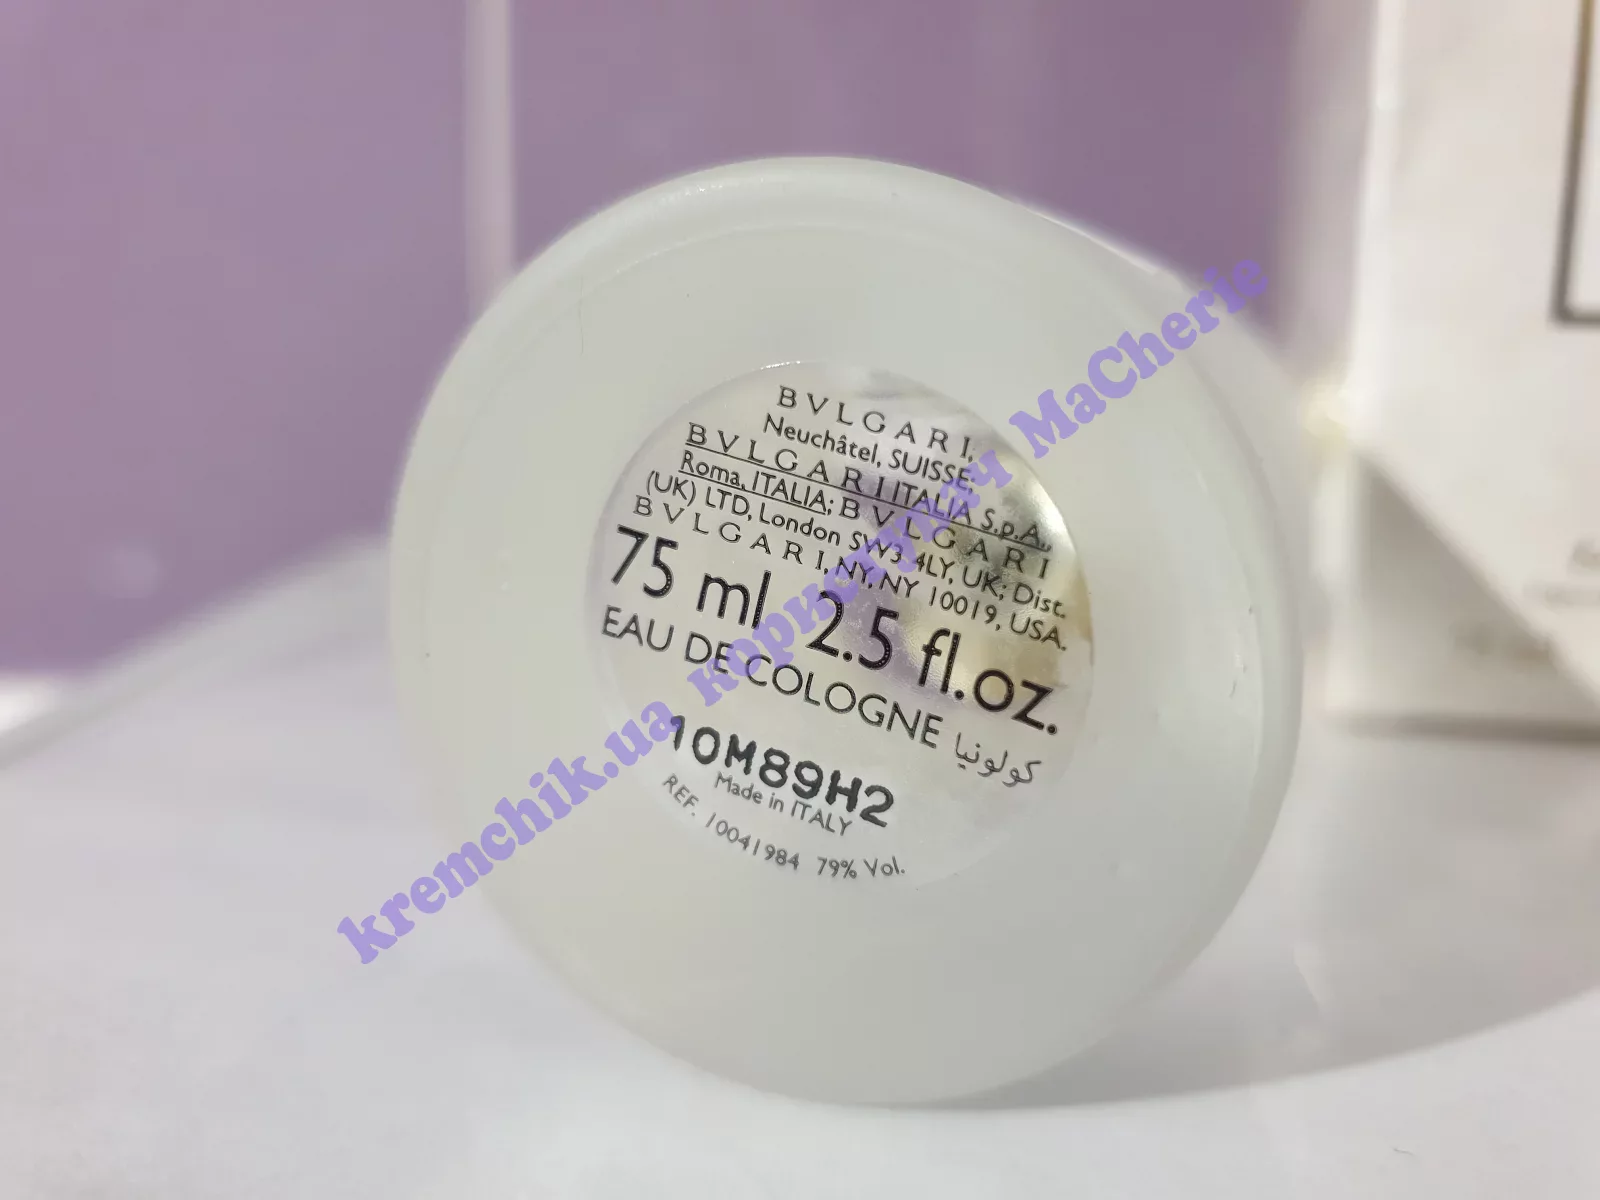 BVLGARI,
Neuchâtel, SUISSE;
BVLGARI ITALIA S.p.A.,
Roma, ITALIA; BVLGARI
(UK) LTD, London SW3 4LY, UK; Dist.
BVLGARI, NY, NY 10019, USA.
75 ml 2.5 fl.oz.
EAU DE COLOGNE كولونيا
10M89H2
Made in ITALY
REF. 10041984 79% Vol.
kremchik.ua користувач MaCherie